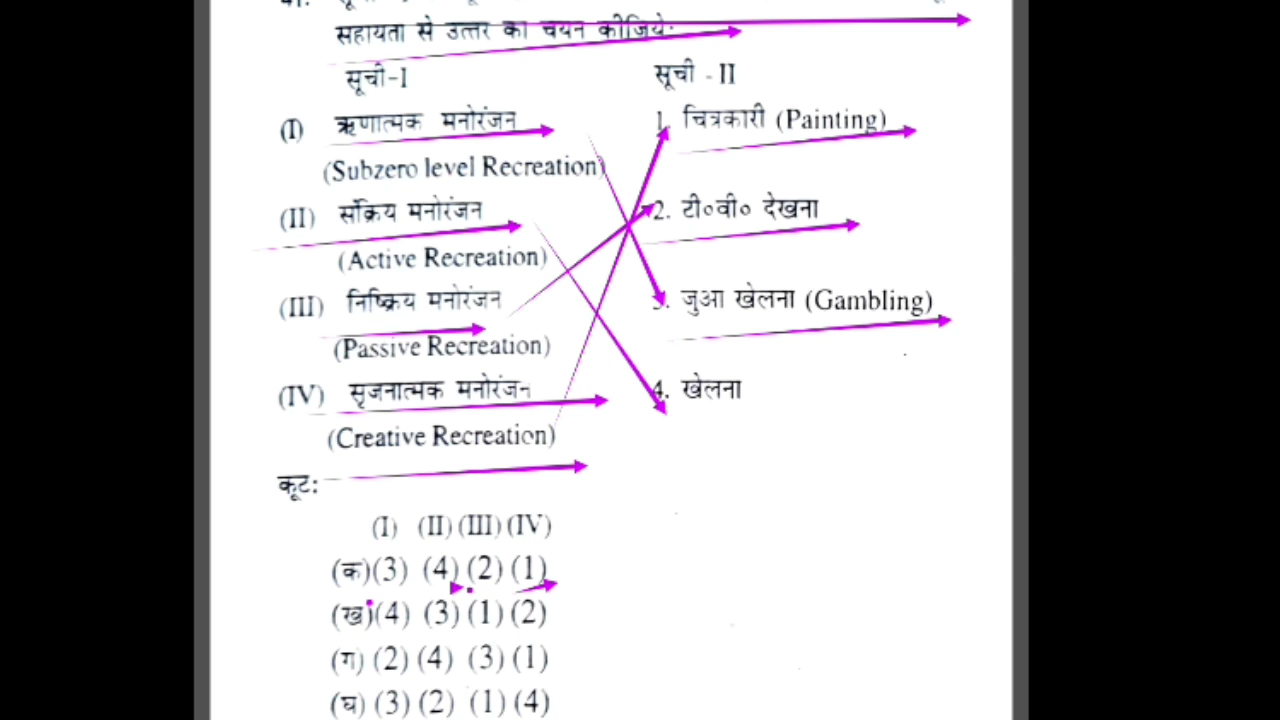 सहायता से उत्तर का चयन कीजिये:
सूची-I सूची - II
(I) ऋणात्मक मनोरंजन 1. चित्रकारी (Painting)
(Subzero level Recreation)
(II) सक्रिय मनोरंजन 2. टी०वी० देखना
(Active Recreation)
(III) निष्क्रिय मनोरंजन 3. जुआ खेलना (Gambling)
(Passive Recreation)
(IV) सृजनात्मक मनोरंजन 4. खेलना
(Creative Recreation)
कूट:
(I) (II) (III) (IV)
(क) (3) (4) (2) (1)
(ख) (4) (3) (1) (2)
(ग) (2) (4) (3) (1)
(घ) (3) (2) (1) (4)